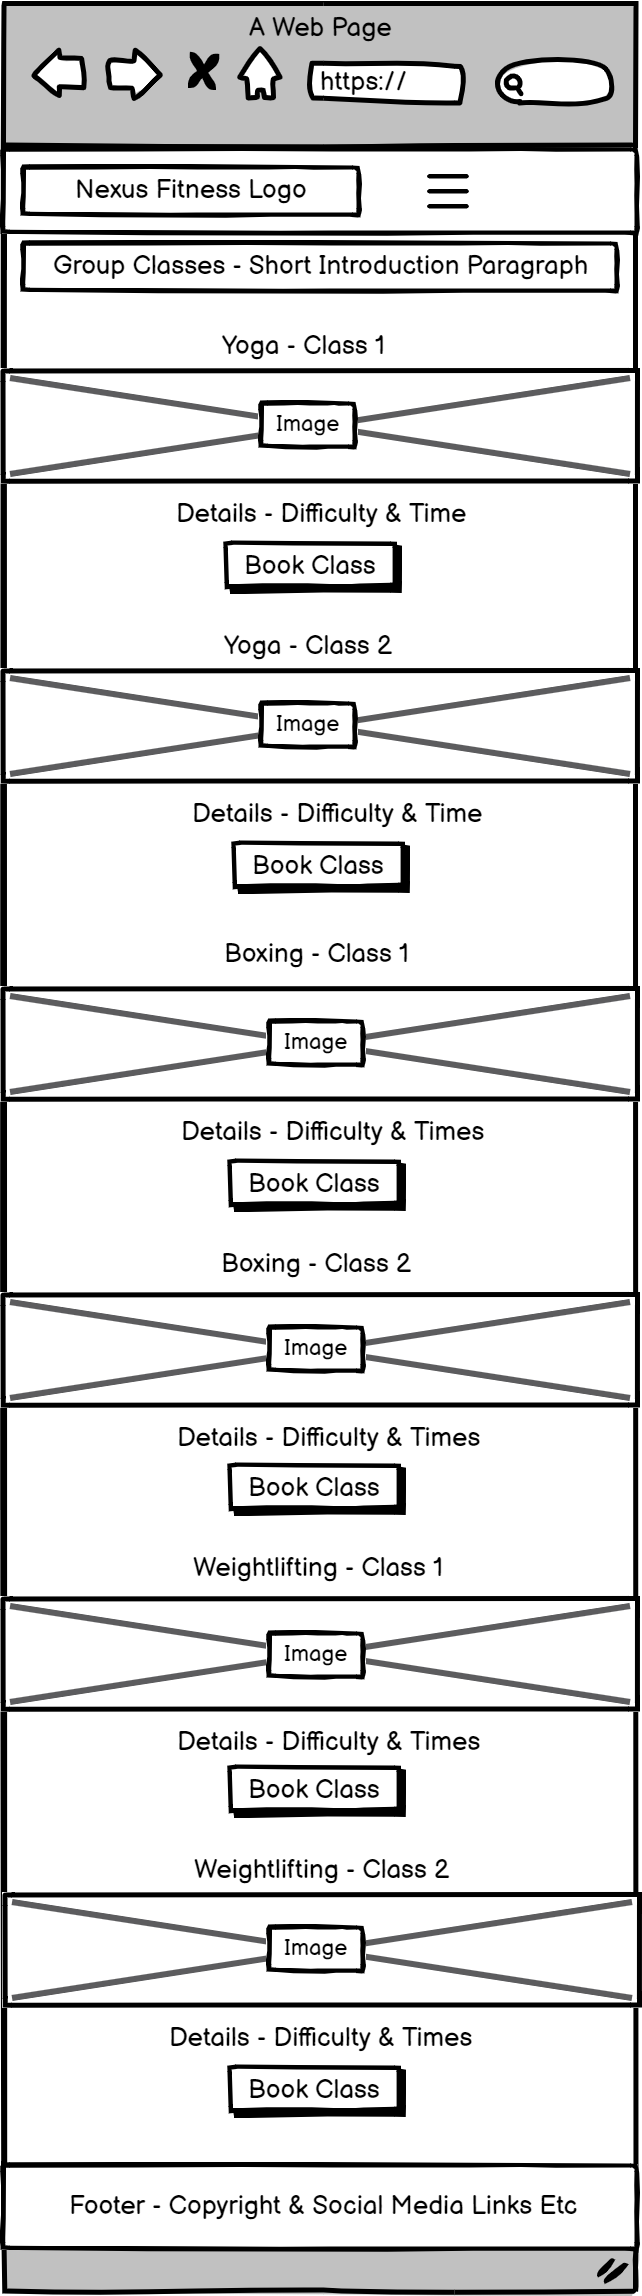 A Web Page
https://
Nexus Fitness Logo
Group Classes - Short Introduction Paragraph
Yoga - Class 1
Image
Details - Difficulty & Time
Book Class
Yoga - Class 2
Image
Details - Difficulty & Time
Book Class
Boxing - Class 1
Image
Details - Difficulty & Times
Book Class
Boxing - Class 2
Image
Details - Difficulty & Times
Book Class
Weightlifting - Class 1
Image
Details - Difficulty & Times
Book Class
Weightlifting - Class 2
Image
Details - Difficulty & Times
Book Class
Footer - Copyright & Social Media Links Etc